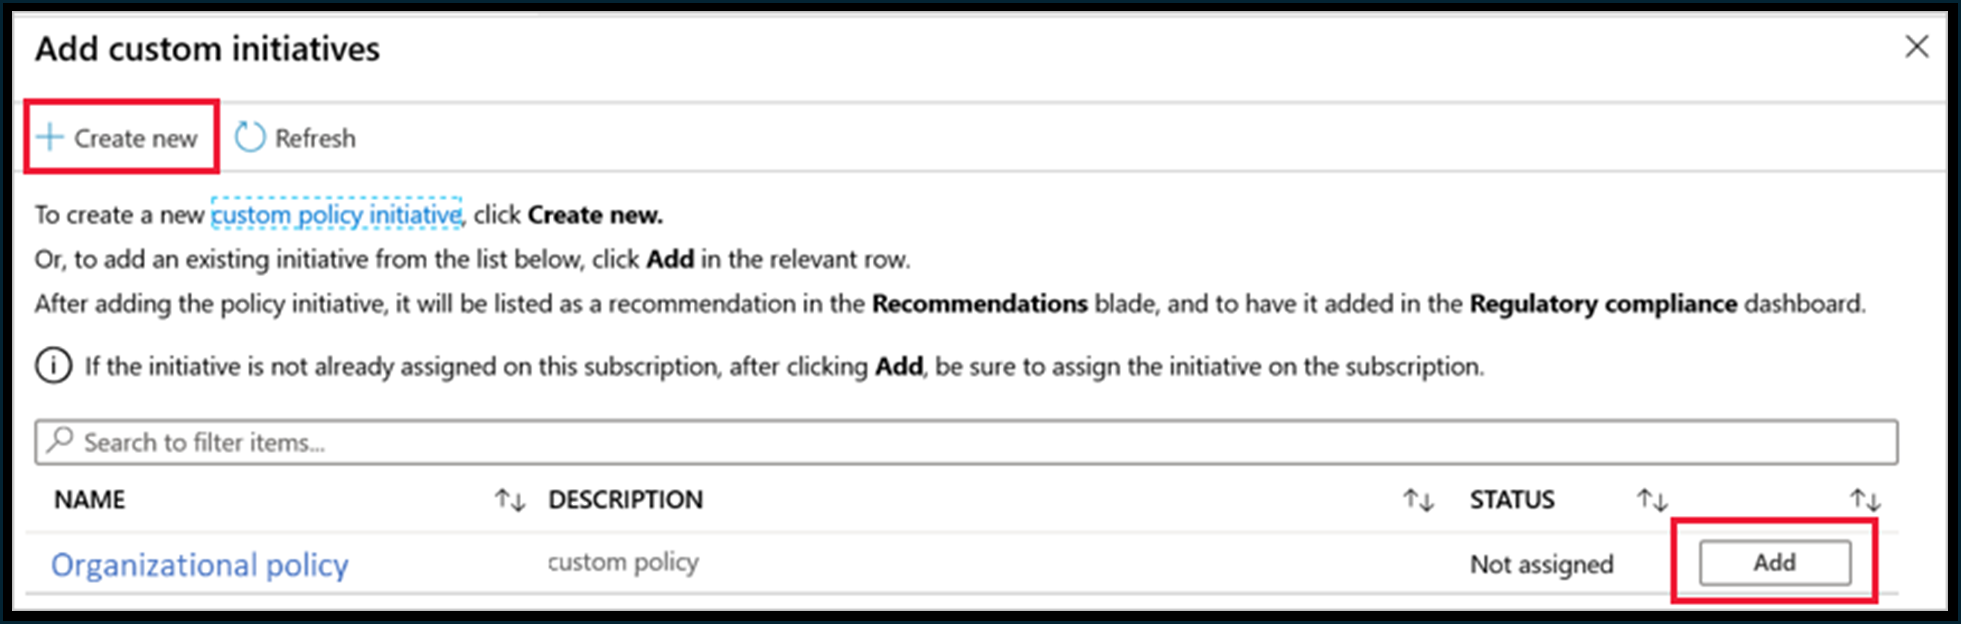 Add custom initiatives
Create new Refresh
To create a new custom policy initiative, click Create new.
Or, to add an existing initiative from the list below, click Add in the relevant row.
After adding the policy initiative, it will be listed as a recommendation in the Recommendations blade, and to have it added in the Regulatory compliance dashboard.
If the initiative is not already assigned on this subscription, after clicking Add, be sure to assign the initiative on the subscription.
Search to filter items...
NAME DESCRIPTION STATUS
Organizational policy custom policy Not assigned Add